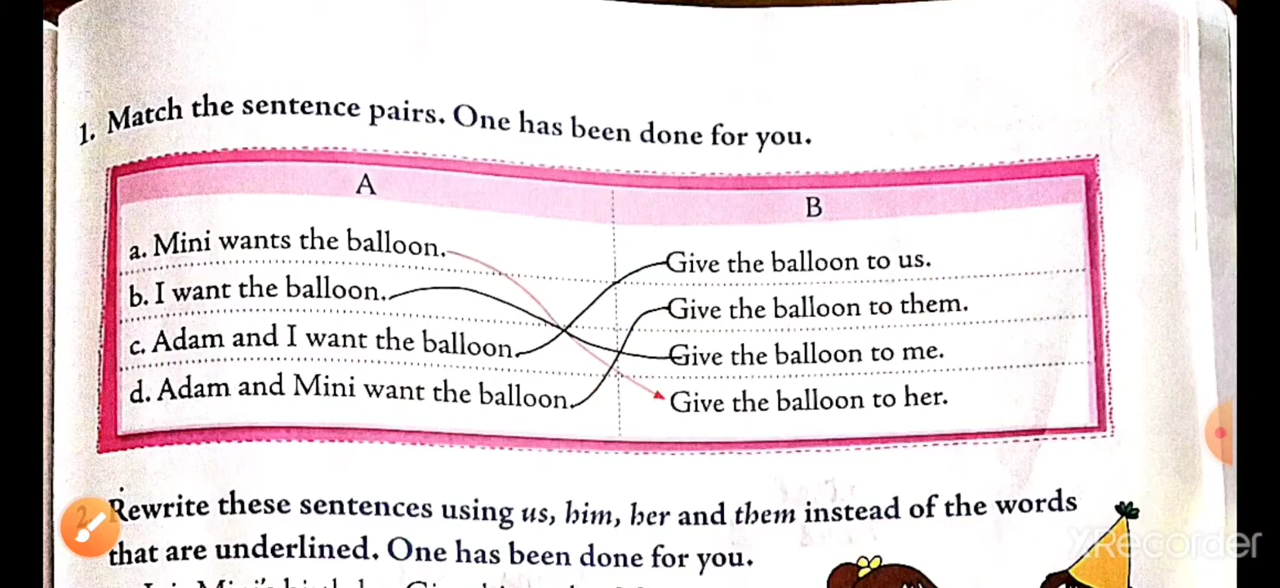 1. Match the sentence pairs. One has been done for you.
A
B
a. Mini wants the balloon.
Give the balloon to us.
b. I want the balloon.
Give the balloon to them.
c. Adam and I want the balloon.
Give the balloon to me.
d. Adam and Mini want the balloon.
Give the balloon to her.
2. Rewrite these sentences using us, him, her and them instead of the words
that are underlined. One has been done for you.
XRecorder